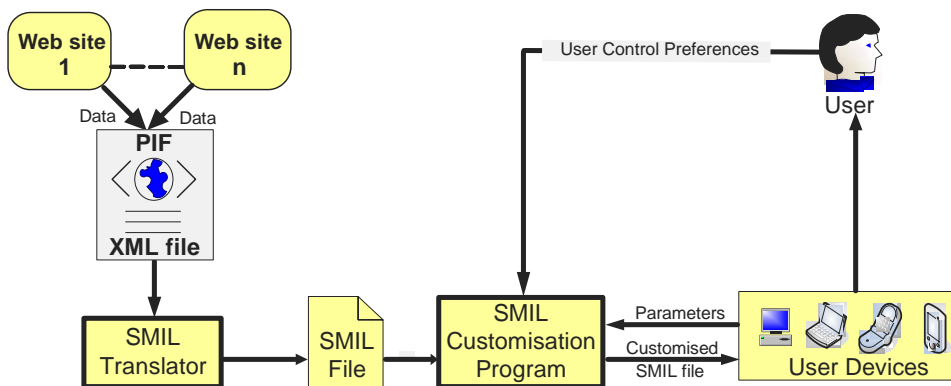 Web site
1
Web site
n
User Control Preferences
User
Data
Data
PIF
XML file
SMIL
Translator
SMIL
File
SMIL
Customisation
Program
Parameters
Customised
SMIL file
User Devices